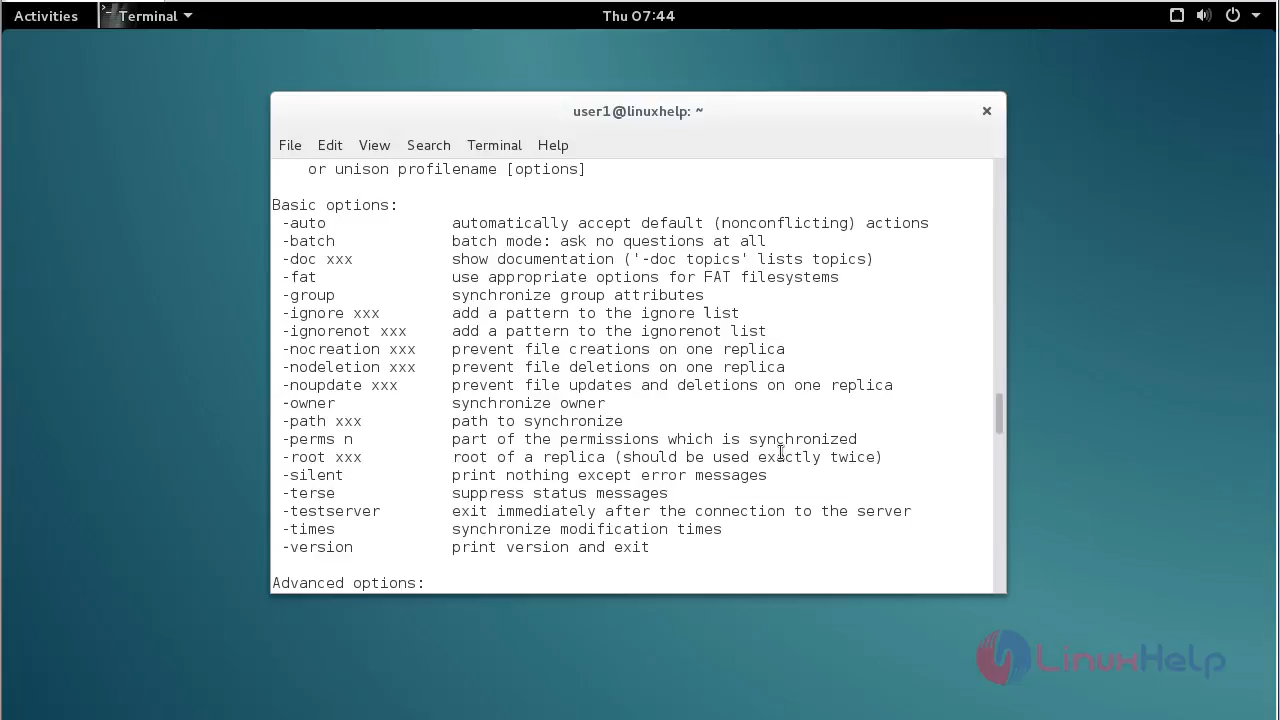 Activities Terminal Thu 07:44
user1@linuxhelp: ~ ×
File Edit View Search Terminal Help
or unison profilename [options]
Basic options:
-auto automatically accept default (nonconflicting) actions
-batch batch mode: ask no questions at all
-doc xxx show documentation ('-doc topics' lists topics)
-fat use appropriate options for FAT filesystems
-group synchronize group attributes
-ignore xxx add a pattern to the ignore list
-ignorenot xxx add a pattern to the ignorenot list
-nocreation xxx prevent file creations on one replica
-nodeletion xxx prevent file deletions on one replica
-noupdate xxx prevent file updates and deletions on one replica
-owner synchronize owner
-path xxx path to synchronize
-perms n part of the permissions which is synchronized
-root xxx root of a replica (should be used exactly twice)
-silent print nothing except error messages
-terse suppress status messages
-testserver exit immediately after the connection to the server
-times synchronize modification times
-version print version and exit
Advanced options:
LinuxHelp